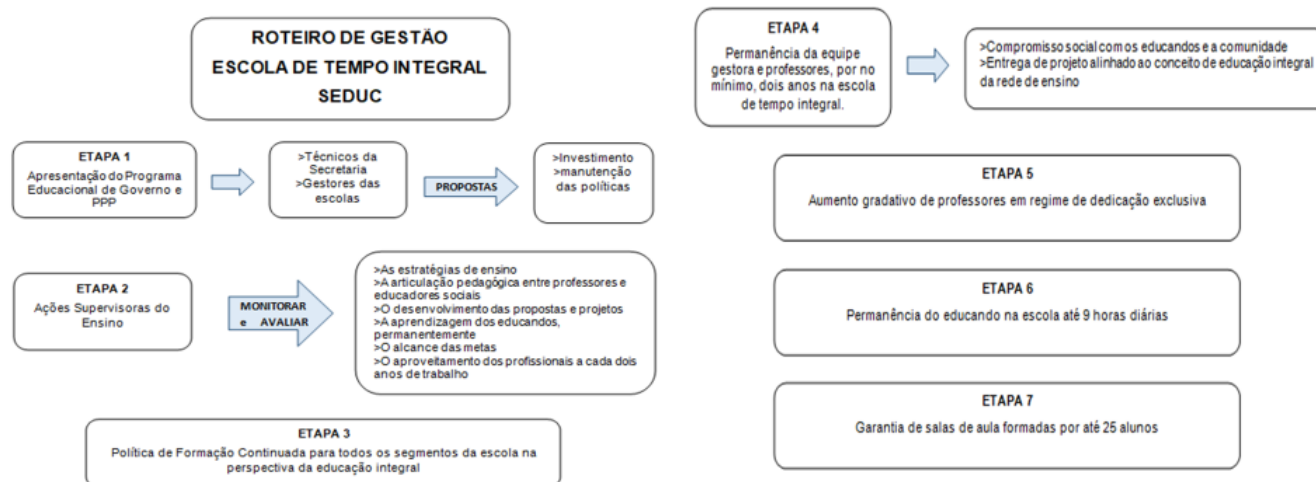 ROTEIRO DE GESTÃO
ESCOLA DE TEMPO INTEGRAL
SEDUC
ETAPA 1
Apresentação do Programa
Educacional de Governo e
PPP
>Técnicos da
Secretaria
>Gestores das
escolas
PROPOSTAS
>Investimento
>manutenção
das políticas
ETAPA 2
Ações Supervisoras do
Ensino
MONITORAR
e AVALIAR
>As estratégias de ensino
>A articulação pedagógica entre professores e
educadores sociais
>O desenvolvimento das propostas e projetos
>A aprendizagem dos educandos,
permanentemente
>O alcance das metas
>O aproveitamento dos profissionais a cada dois
anos de trabalho
ETAPA 3
Política de Formação Continuada para todos os segmentos da escola na
perspectiva da educação integral
ETAPA 4
Permanência da equipe
gestora e professores, por no
mínimo, dois anos na escola
de tempo integral.
>Compromisso social com os educandos e a comunidade
>Entrega de projeto alinhado ao conceito de educação integral
da rede de ensino
ETAPA 5
Aumento gradativo de professores em regime de dedicação exclusiva
ETAPA 6
Permanência do educando na escola até 9 horas diárias
ETAPA 7
Garantia de salas de aula formadas por até 25 alunos